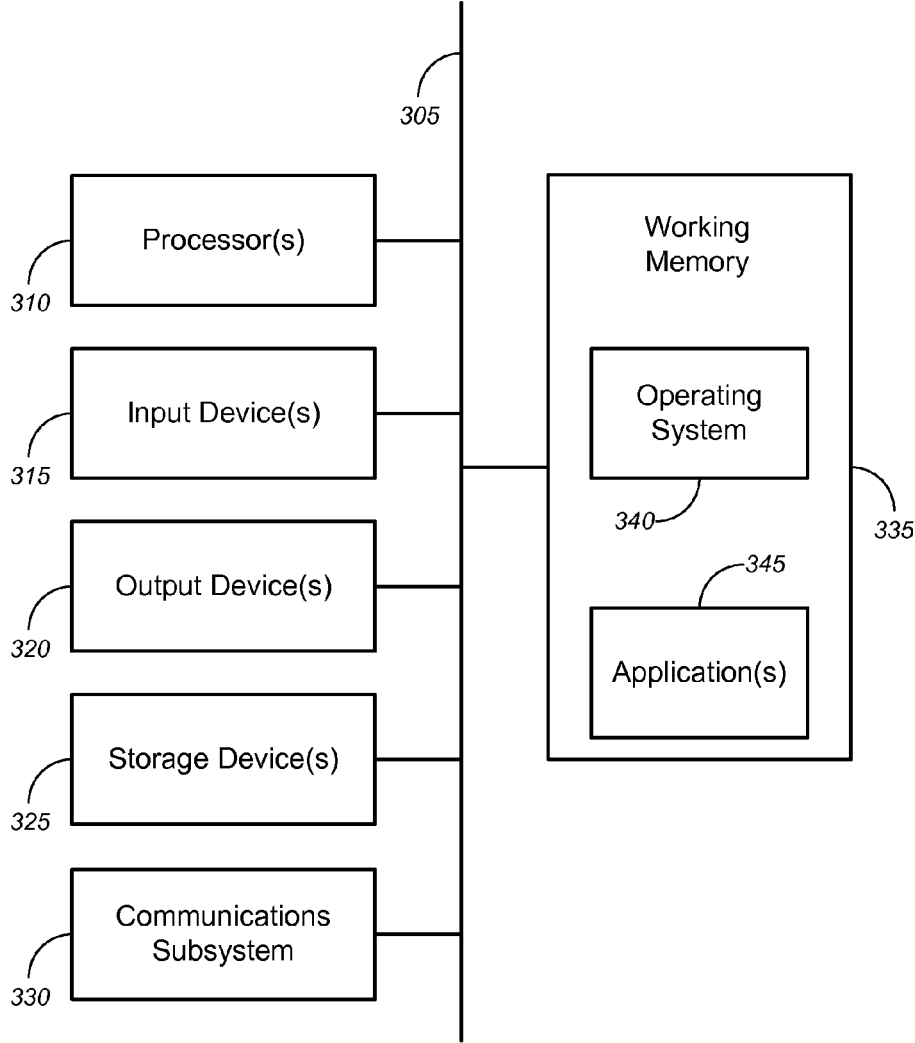 305
Processor(s)
310
Input Device(s)
315
Output Device(s)
320
Storage Device(s)
325
Communications
Subsystem
330
Working
Memory
Operating
System
340
335
345
Application(s)